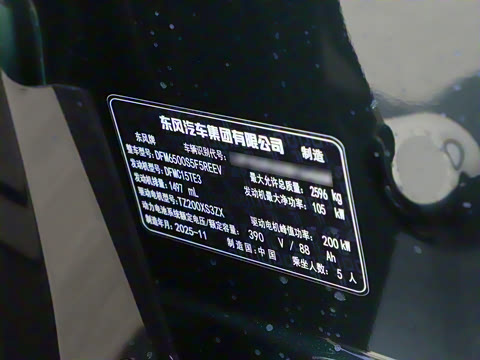 东风汽车集团有限公司 制造
东风牌 车辆识别代号:
整车型号:DFM6500S5F5REEV 最大允许总质量: 2596 kg
发动机型号:DFMC15TE3 发动机最大净功率: 105 kW
发动机排量: 1497 mL
驱动电机型号:TZ200XS3ZX 驱动电机峰值功率: 200 kW
动力电池系统额定电压/额定容量: 390 V / 88 Ah
制造年月: 2025-11 制造国:中国 乘坐人数: 5 人